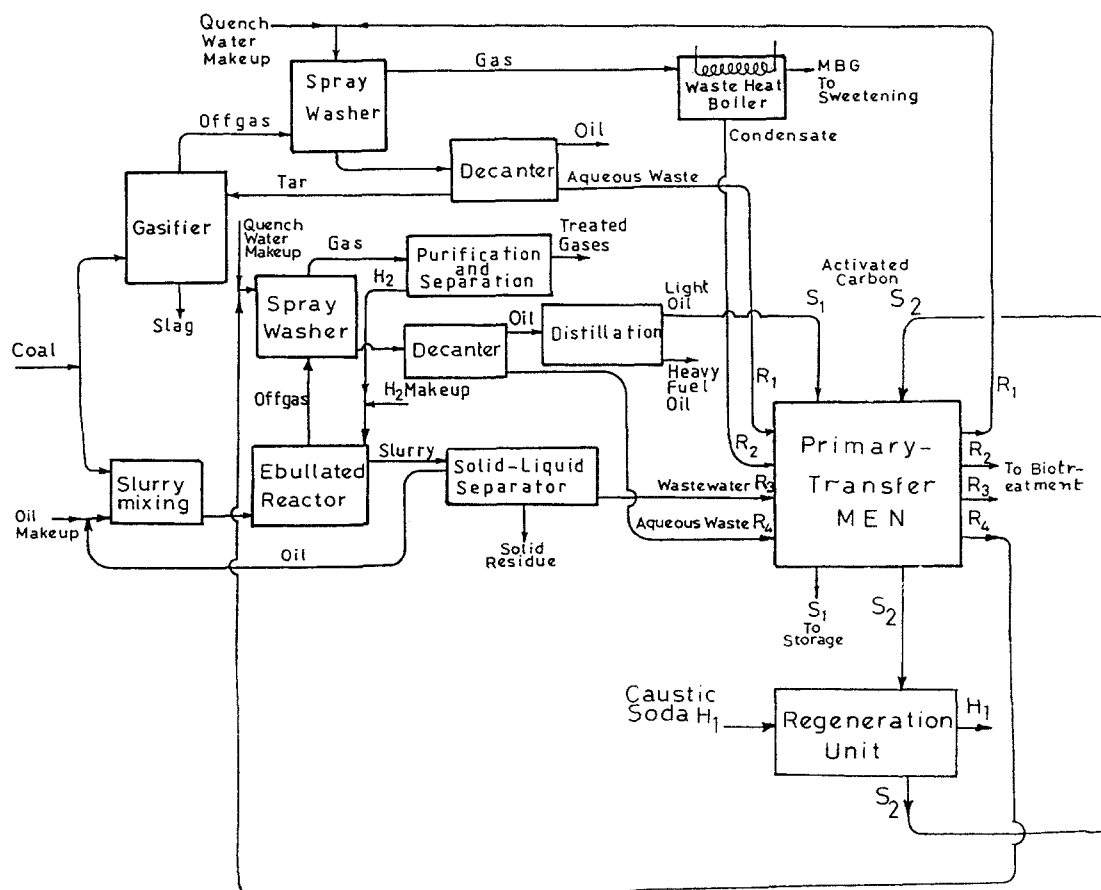 Quench
Water
Makeup
Gas
Spray
Washer
Waste Heat
Boiler
MBG
To
Sweetening
Condensate
Offgas
Oil
Decanter
Aqueous Waste
Tar
Gasifier
Slag
Quench
Water
Makeup
Gas
Purification
and
Separation
Treated
Gases
H2
Spray
Washer
Oil
Decanter
Distillation
Light
Oil
Heavy
Fuel
Oil
Activated
Carbon
S1
S2
Coal
Offgas
H2 Makeup
R1
R2
R1
R2
R3
R4
To Biotr-
eatment
Primary-
Transfer
MEN
Slurry
mixing
Ebullated
Reactor
Slurry
Solid-Liquid
Separator
Wastewater R3
Aqueous Waste R4
Oil
Makeup
Oil
Solid
Residue
S1
To
Storage
S2
Caustic
Soda H1
Regeneration
Unit
H1
S2